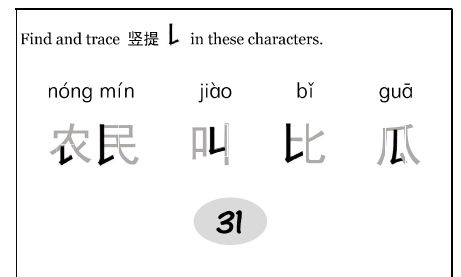 Find and trace 竖提 ㇙ in these characters.
nóng mín jiào bǐ guā
农民 叫 比 瓜
31